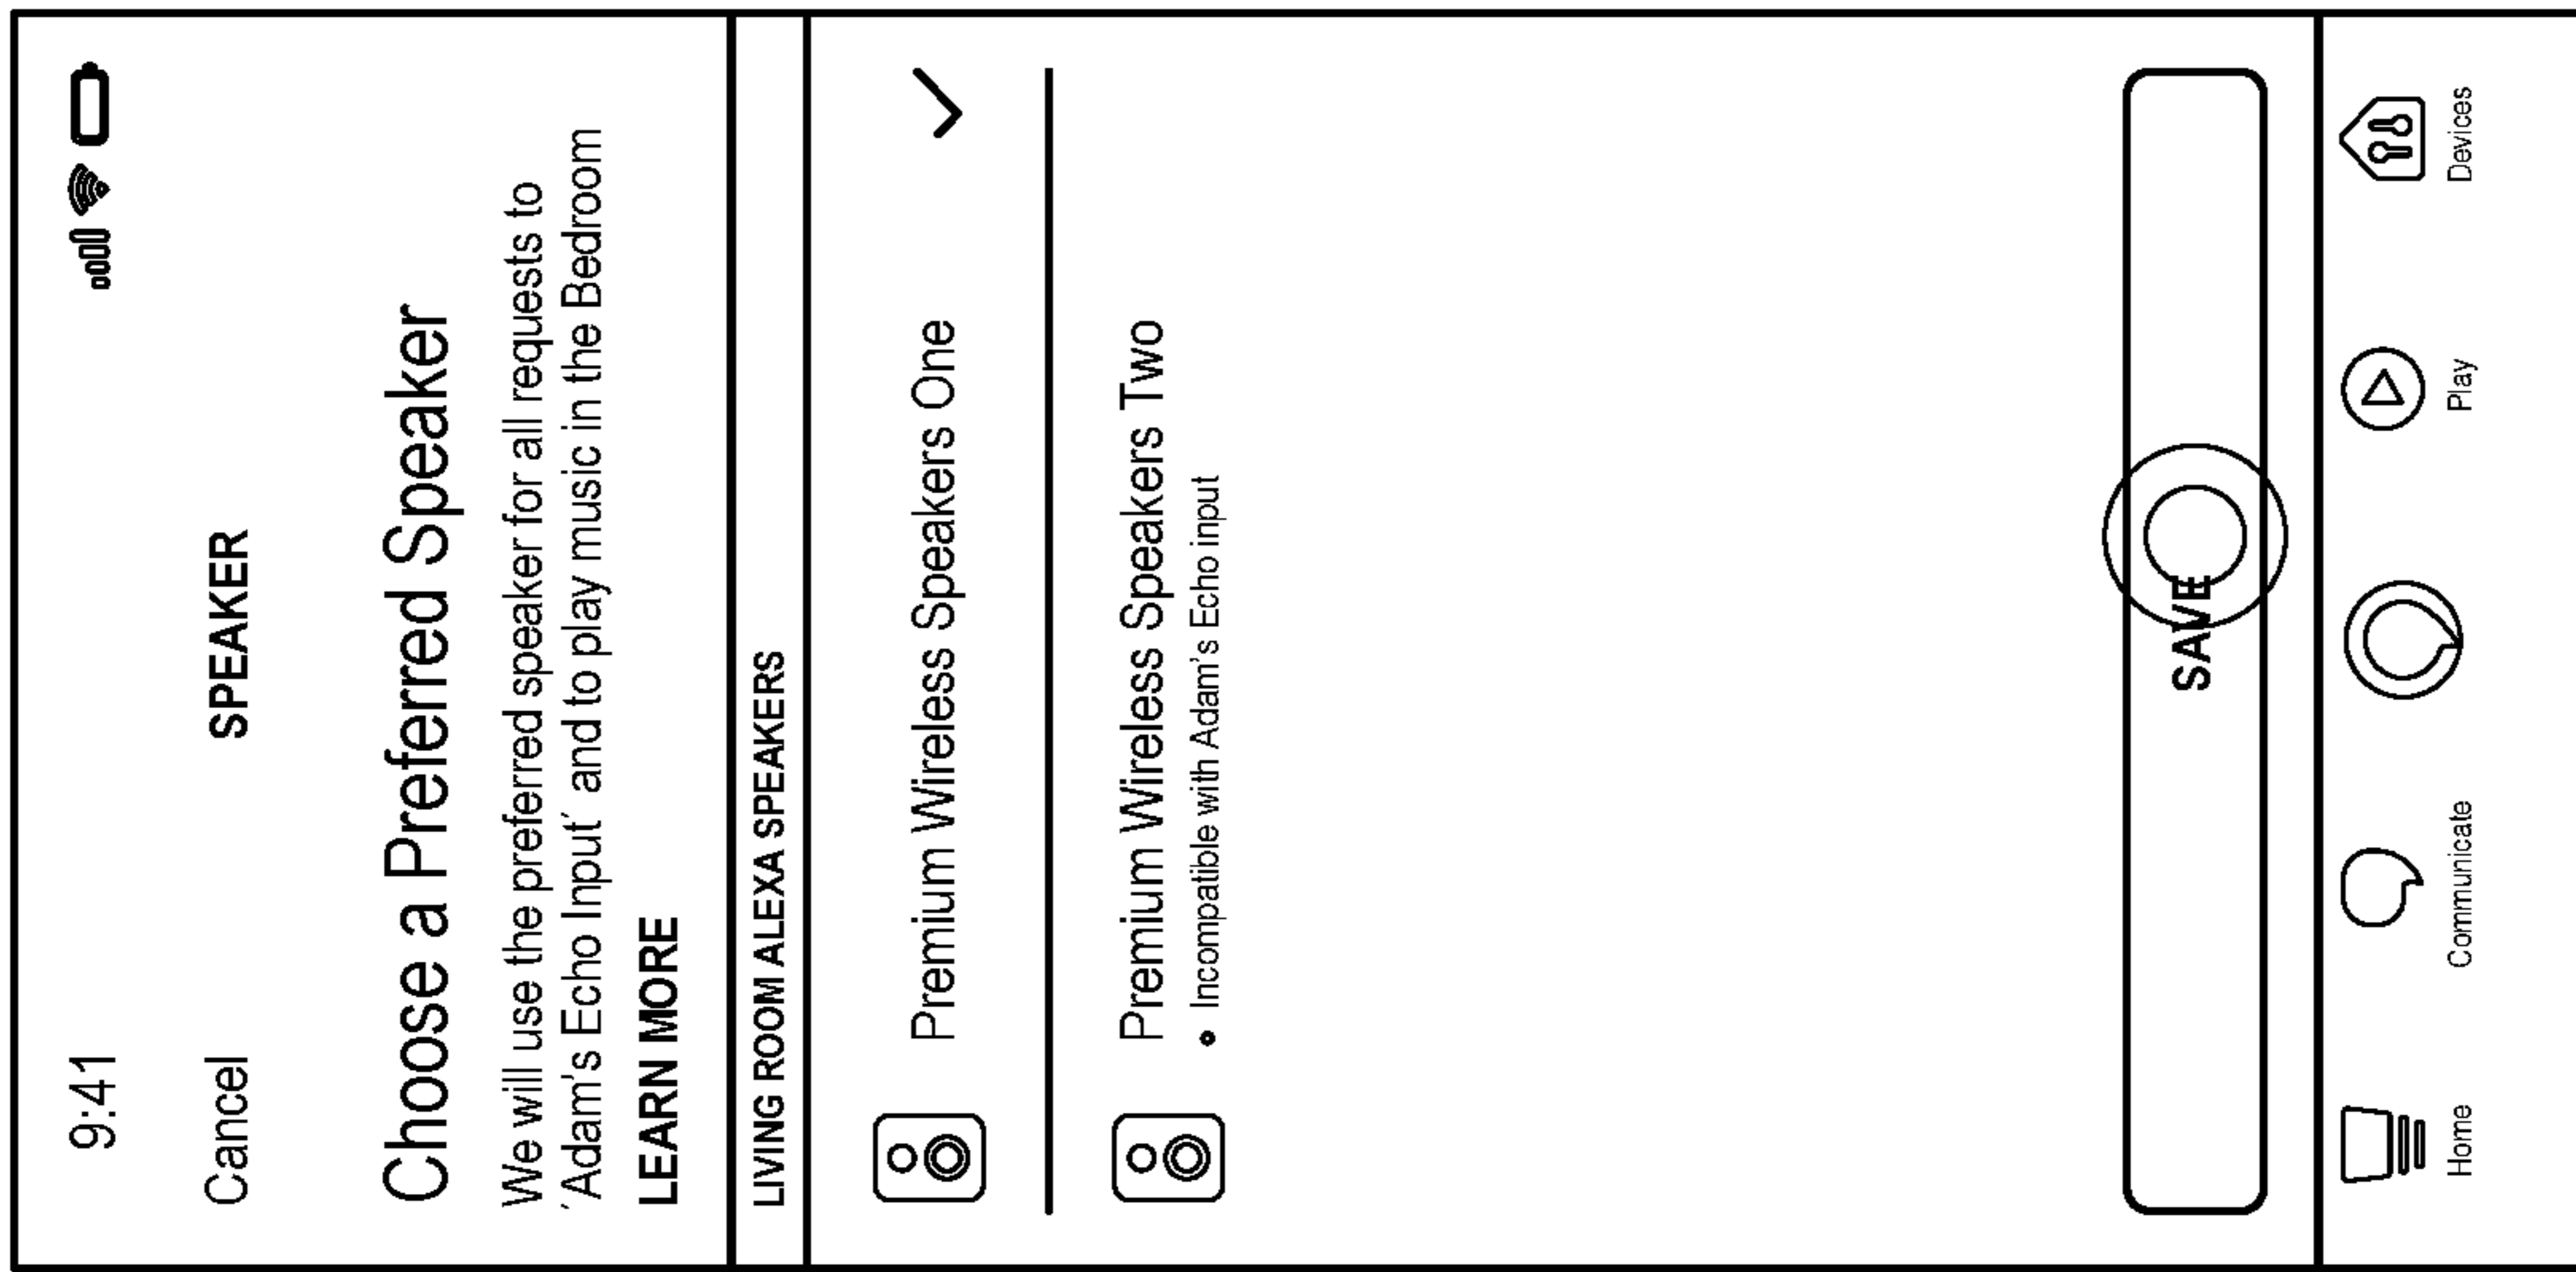 9:41
Cancel SPEAKER
Choose a Preferred Speaker
We will use the preferred speaker for all requests to
´Adam's Echo Input´ and to play music in the Bedroom
LEARN MORE
LIVING ROOM ALEXA SPEAKERS
Premium Wireless Speakers One
Premium Wireless Speakers Two
• Incompatible with Adam's Echo input
SAVE
Home Communicate Play Devices